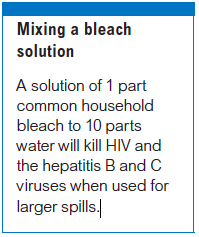 Mixing a bleach
solution
A solution of 1 part
common household
bleach to 10 parts
water will kill HIV and
the hepatitis B and C
viruses when used for
larger spills.